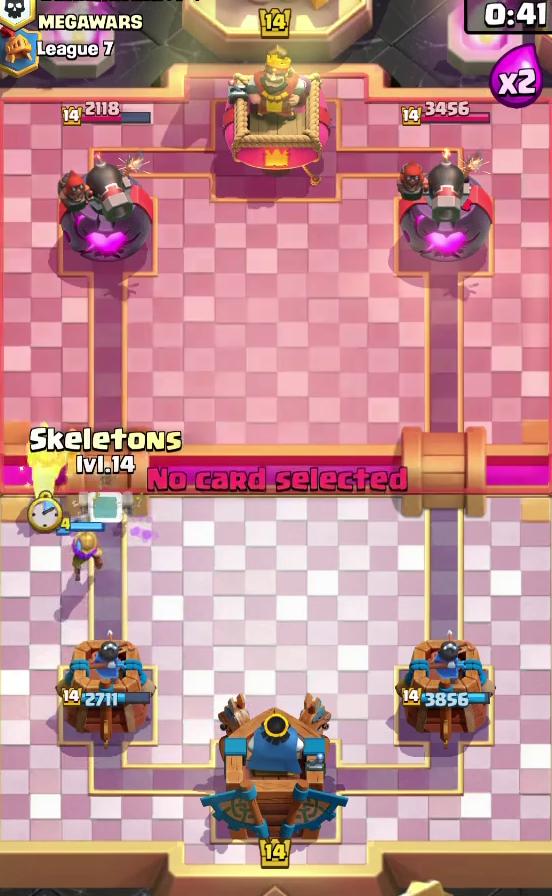 MEGAWARS
League 7
14
0:41
x2
14 2118
14 3456
Skeletons
lvl.14
No card selected
4
14 2711
14 3856
14